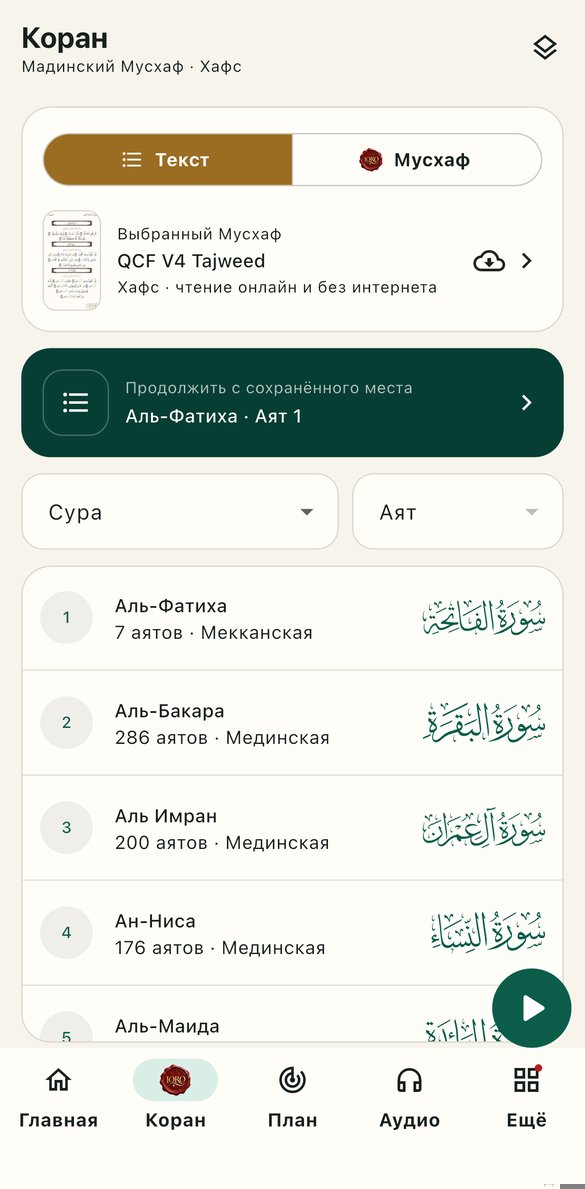 Коран
Мадинский Мусхаф · Хафс
Текст
Мусхаф
Выбранный Мусхаф
QCF V4 Tajweed
Хафс · чтение онлайн и без интернета
Продолжить с сохранённого места
Аль-Фатиха · Аят 1
Сура
Аят
1
Аль-Фатиха
7 аятов · Мекканская
سُورَةُ الفَاتِحَةِ
2
Аль-Бакара
286 аятов · Мединская
سُورَةُ البَقَرَةِ
3
Аль Имран
200 аятов · Мединская
سُورَةُ آلِ عِمْرَانَ
4
Ан-Ниса
176 аятов · Мединская
سُورَةُ النِّسَاءِ
5
Аль-Маида
Главная
IQRO
Коран
План
Аудио
Ещё